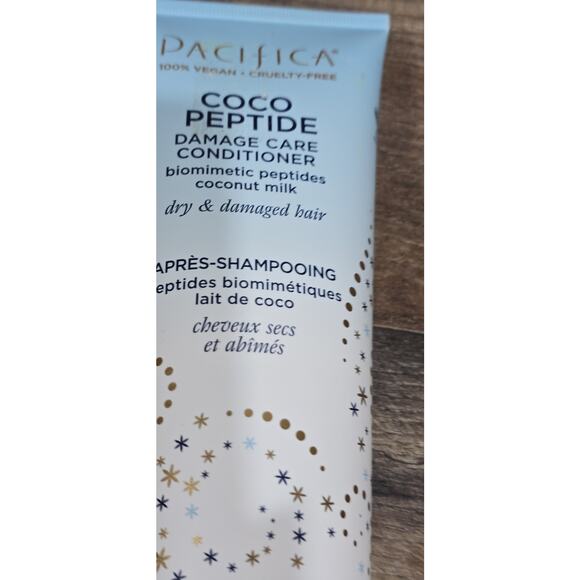 PACIFICA
100% VEGAN • CRUELTY-FREE
COCO
PEPTIDE
DAMAGE CARE
CONDITIONER
biomimetic peptides
coconut milk
dry & damaged hair
APRÈS-SHAMPOOING
eptides biomimétiques
lait de coco
cheveux secs
et abîmés